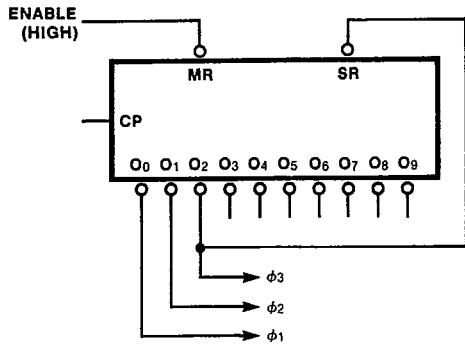 ENABLE
(HIGH)
MR SR
CP
O0 O1 O2 O3 O4 O5 O6 O7 O8 O9
ϕ3
ϕ2
ϕ1